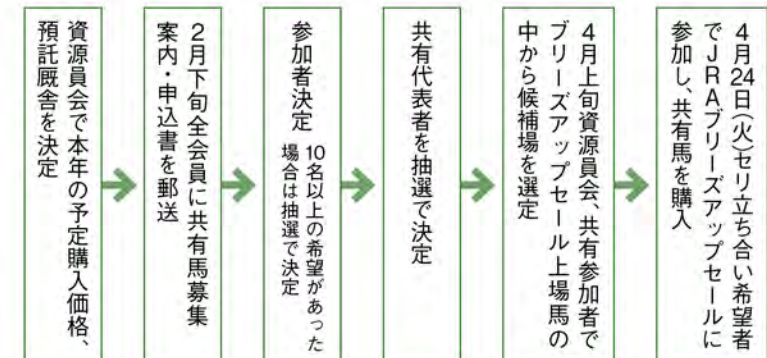 資源員会で本年の予定購入価格、
預託厩舎を決定
2月下旬全会員に共有馬募集
案内・申込書を郵送
参加者決定
10名以上の希望があった
場合は抽選で決定
共有代表者を抽選で決定
4月上旬資源員会、共有参加者で
ブリーズアップセール上場馬の
中から候補場を選定
4月24日(火)セリ立ち合い希望者
でJRAブリーズアップセールに
参加し、共有馬を購入